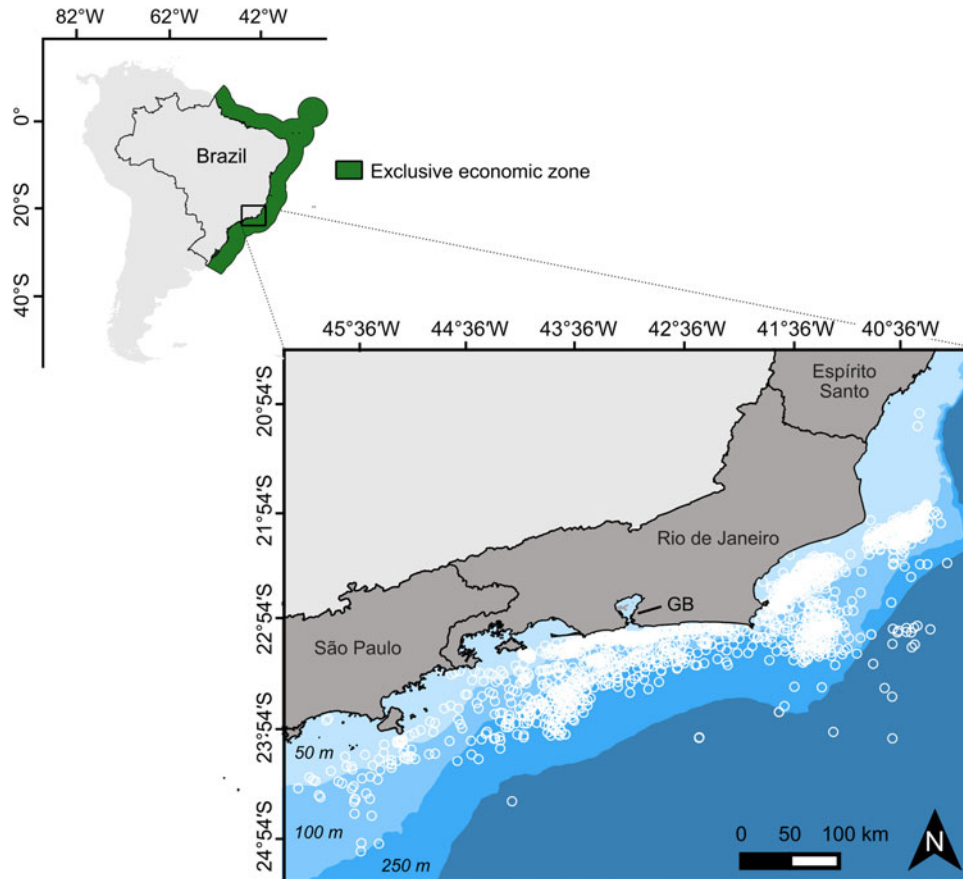 82°W 62°W 42°W
0°
20°S
40°S
Brazil
Exclusive economic zone
45°36'W 44°36'W 43°36'W 42°36'W 41°36'W 40°36'W
20°54'S
21°54'S
22°54'S
23°54'S
24°54'S
Espírito
Santo
Rio de Janeiro
GB
São Paulo
50 m
100 m
250 m
0 50 100 km
N